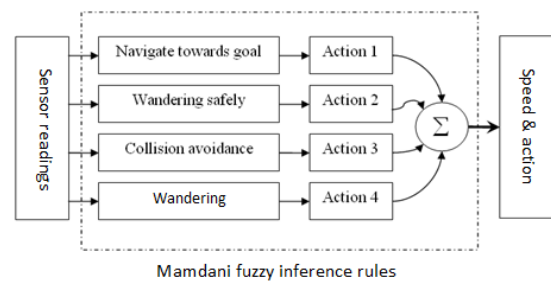 Sensor readings
Navigate towards goal
Action 1
Wandering safely
Action 2
Collision avoidance
Action 3
Wandering
Action 4
Σ
Speed & action
Mamdani fuzzy inference rules